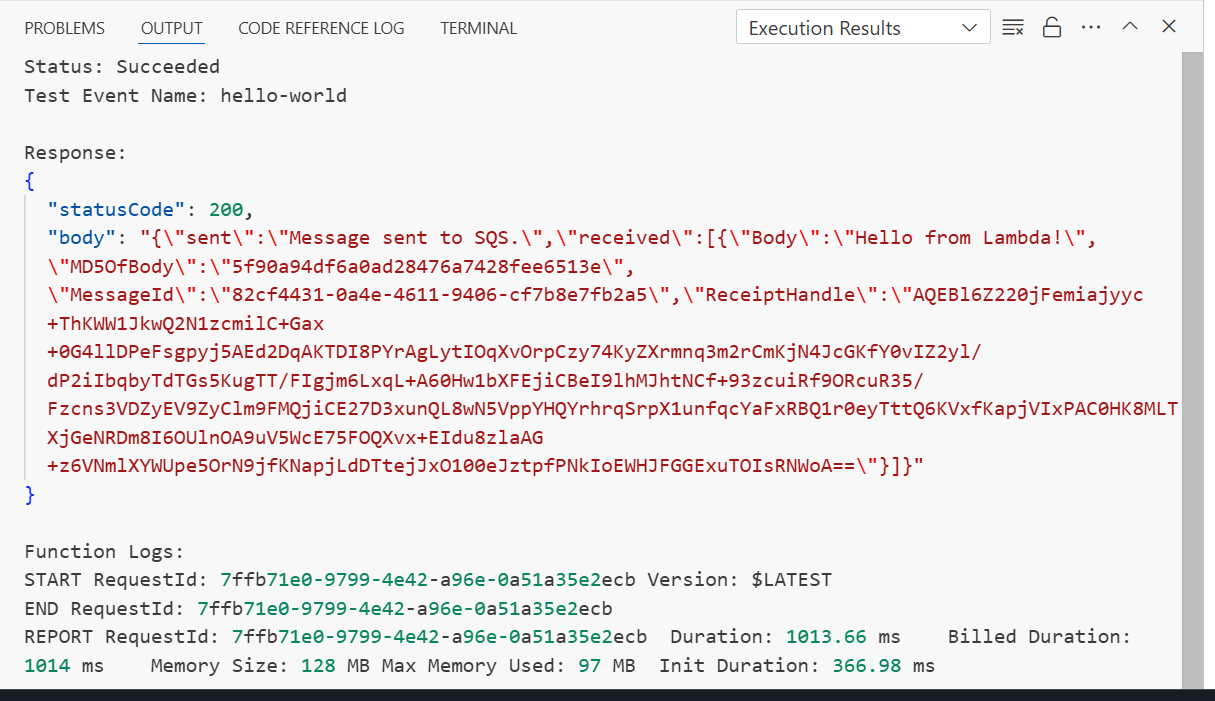 PROBLEMS OUTPUT CODE REFERENCE LOG TERMINAL Execution Results
Status: Succeeded
Test Event Name: hello-world
Response:
{
"statusCode": 200,
"body": "{\"sent\":\"Message sent to SQS.\",\"received\":[{\"Body\":\"Hello from Lambda!\",
\"MD5OfBody\":\"5f90a94df6a0ad28476a7428fee6513e\",
\"MessageId\":\"82cf4431-0a4e-4611-9406-cf7b8e7fb2a5\",\"ReceiptHandle\":\"AQEBl6Z220jFemiajyyc
+ThKWW1JkwQ2N1zcmilC+Gax
+0G4llDPeFsgpyj5AEd2DqAKTDI8PYrAgLytIOqXvOrpCzy74KyZXrmnq3m2rCmKjN4JcGKfY0vIZ2yl/
dP2iIbqbyTdTGs5KugTT/FIgjm6LxqL+A60Hw1bXFEjiCBeI9lhMJhtNCf+93zcuiRf9ORcuR35/
Fzcns3VDZyEV9ZyClm9FMQjiCE27D3xunQL8wN5VppYHQYrhrqSrpX1unfqcYaFxRBQ1r0eyTttQ6KVxfKapjVIxPAC0HK8MLT
XjGeNRDm8I6OUlnOA9uV5WcE75FOQXvx+EIdu8zlaAG
+z6VNmlXYWUpe5OrN9jfKNapjLdDTtejJxO100eJztpfPNkIoEWHJFGGExuTOIsRNWoA==\"}]}"
}
Function Logs:
START RequestId: 7ffb71e0-9799-4e42-a96e-0a51a35e2ecb Version: $LATEST
END RequestId: 7ffb71e0-9799-4e42-a96e-0a51a35e2ecb
REPORT RequestId: 7ffb71e0-9799-4e42-a96e-0a51a35e2ecb Duration: 1013.66 ms Billed Duration:
1014 ms Memory Size: 128 MB Max Memory Used: 97 MB Init Duration: 366.98 ms